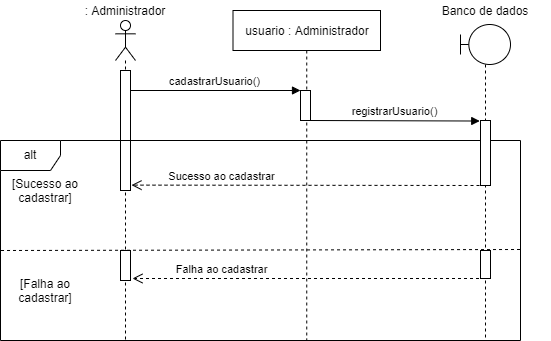 : Administrador
usuario : Administrador
Banco de dados
cadastrarUsuario()
registrarUsuario()
alt
[Sucesso ao
cadastrar]
Sucesso ao cadastrar
Falha ao cadastrar
[Falha ao
cadastrar]